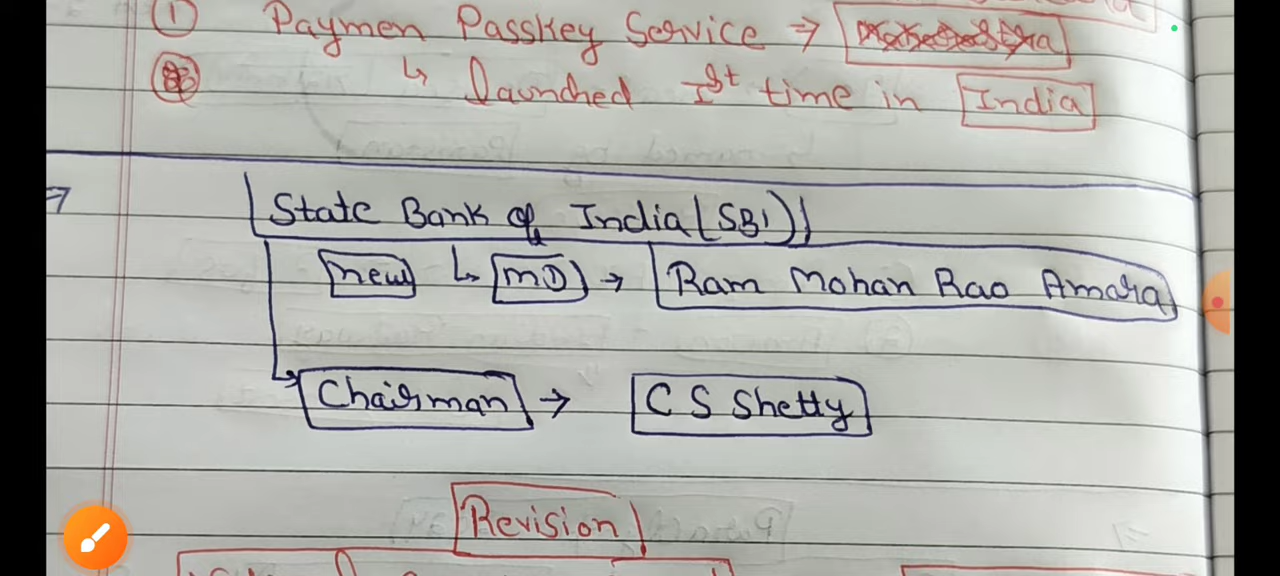 ① Paymen Passkey Service →
↳ launched Ist time in India
→ State Bank of India (SBI)
new ↳ MD → Ram Mohan Rao Amara
Chairman → C S Shetty
Revision